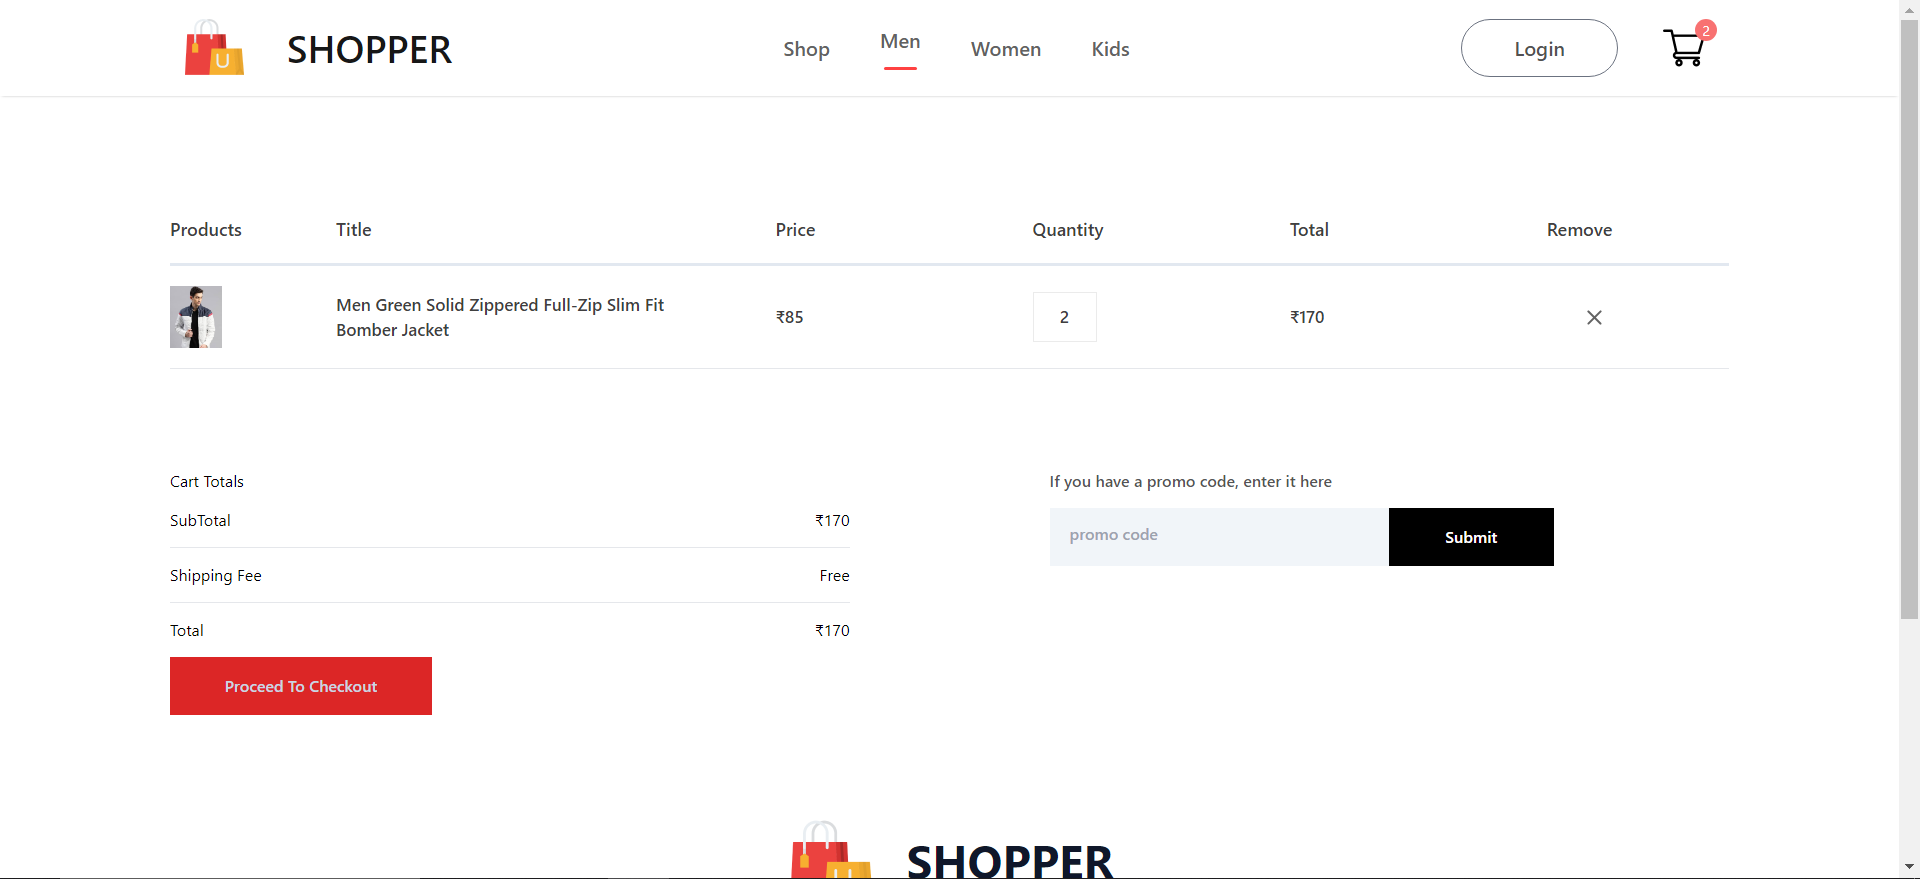 SHOPPER
Shop
Men
Women
Kids
Login
2
Products Title Price Quantity Total Remove
Men Green Solid Zippered Full-Zip Slim Fit
Bomber Jacket
₹85
2
₹170
Cart Totals
SubTotal ₹170
Shipping Fee Free
Total ₹170
Proceed To Checkout
If you have a promo code, enter it here
promo code
Submit
SHOPPER